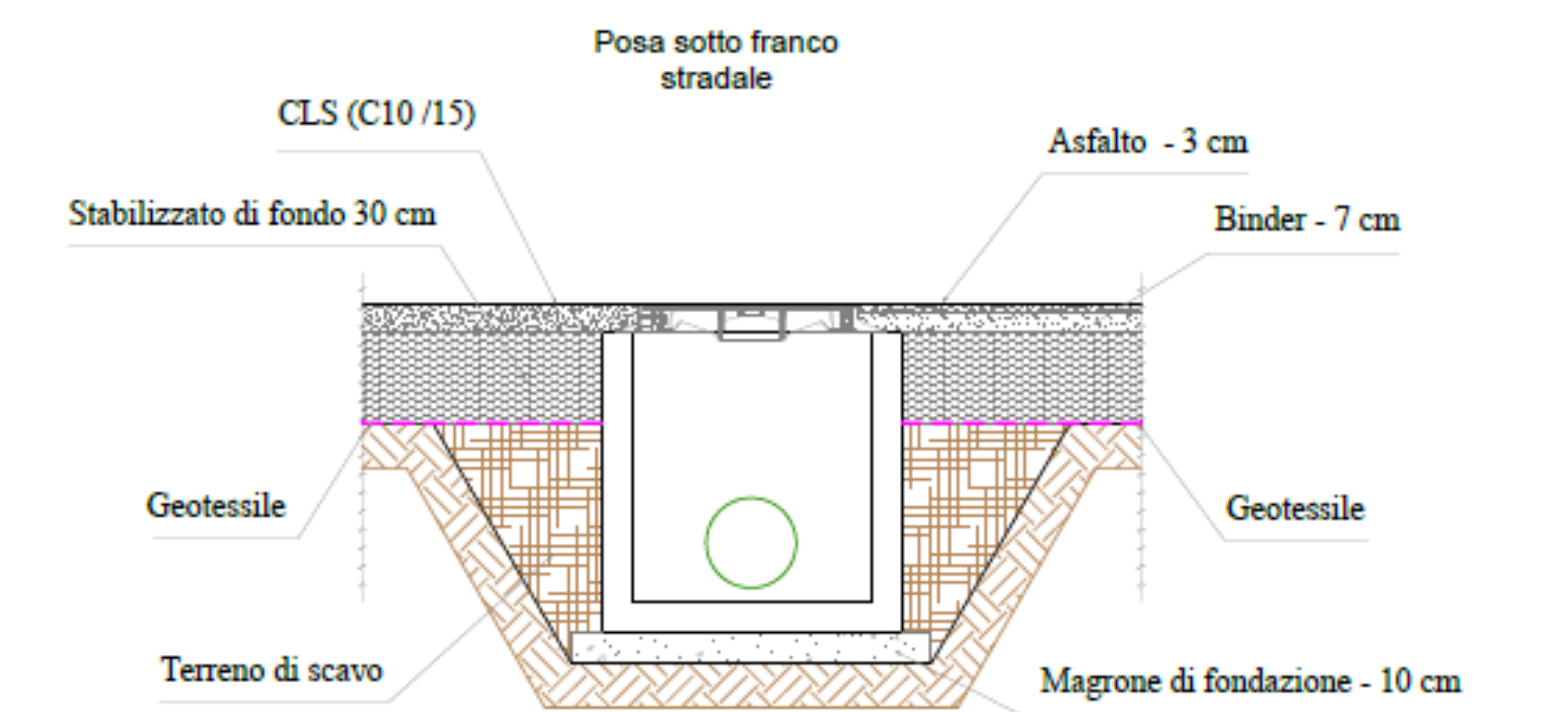 Posa sotto franco
stradale
CLS (C10 /15)
Asfalto - 3 cm
Stabilizzato di fondo 30 cm
Binder - 7 cm
Geotessile
Geotessile
Terreno di scavo
Magrone di fondazione - 10 cm